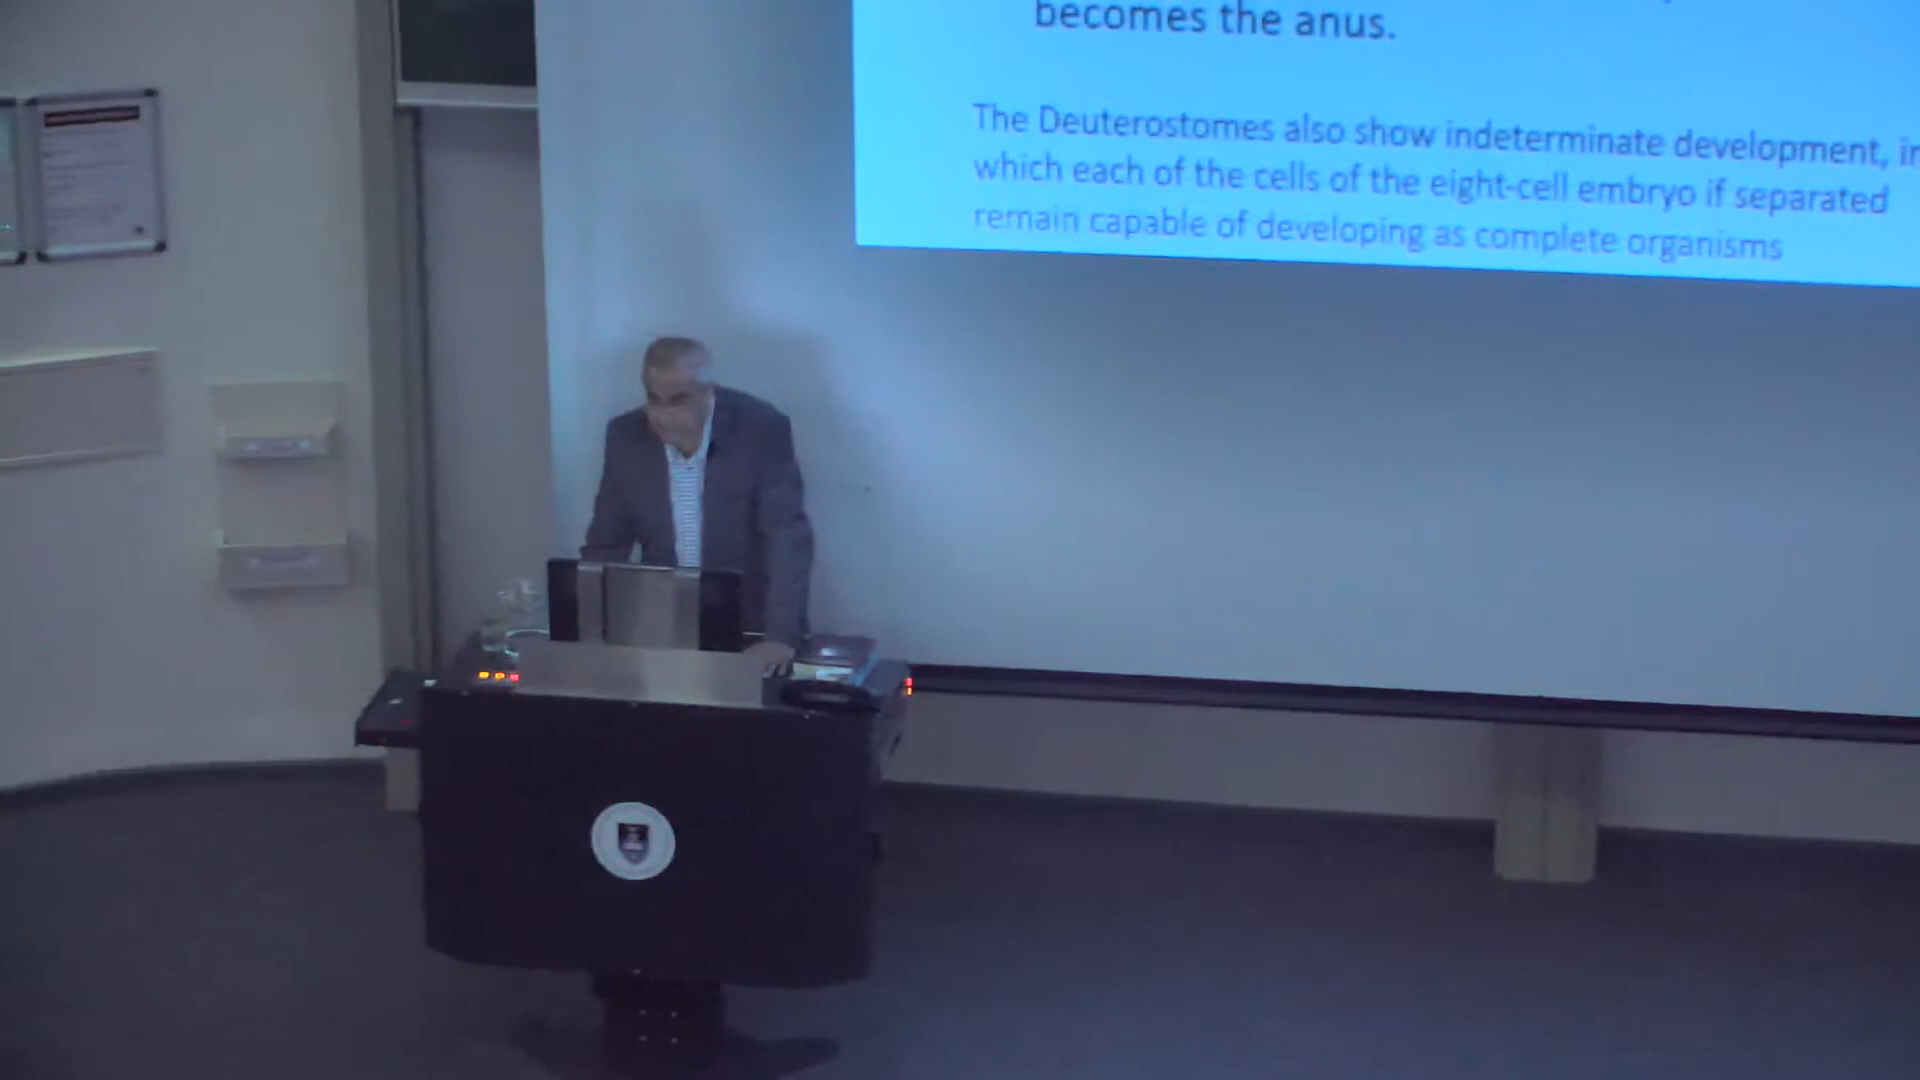 becomes the anus.
The Deuterostomes also show indeterminate development, in
which each of the cells of the eight-cell embryo if separated
remain capable of developing as complete organisms